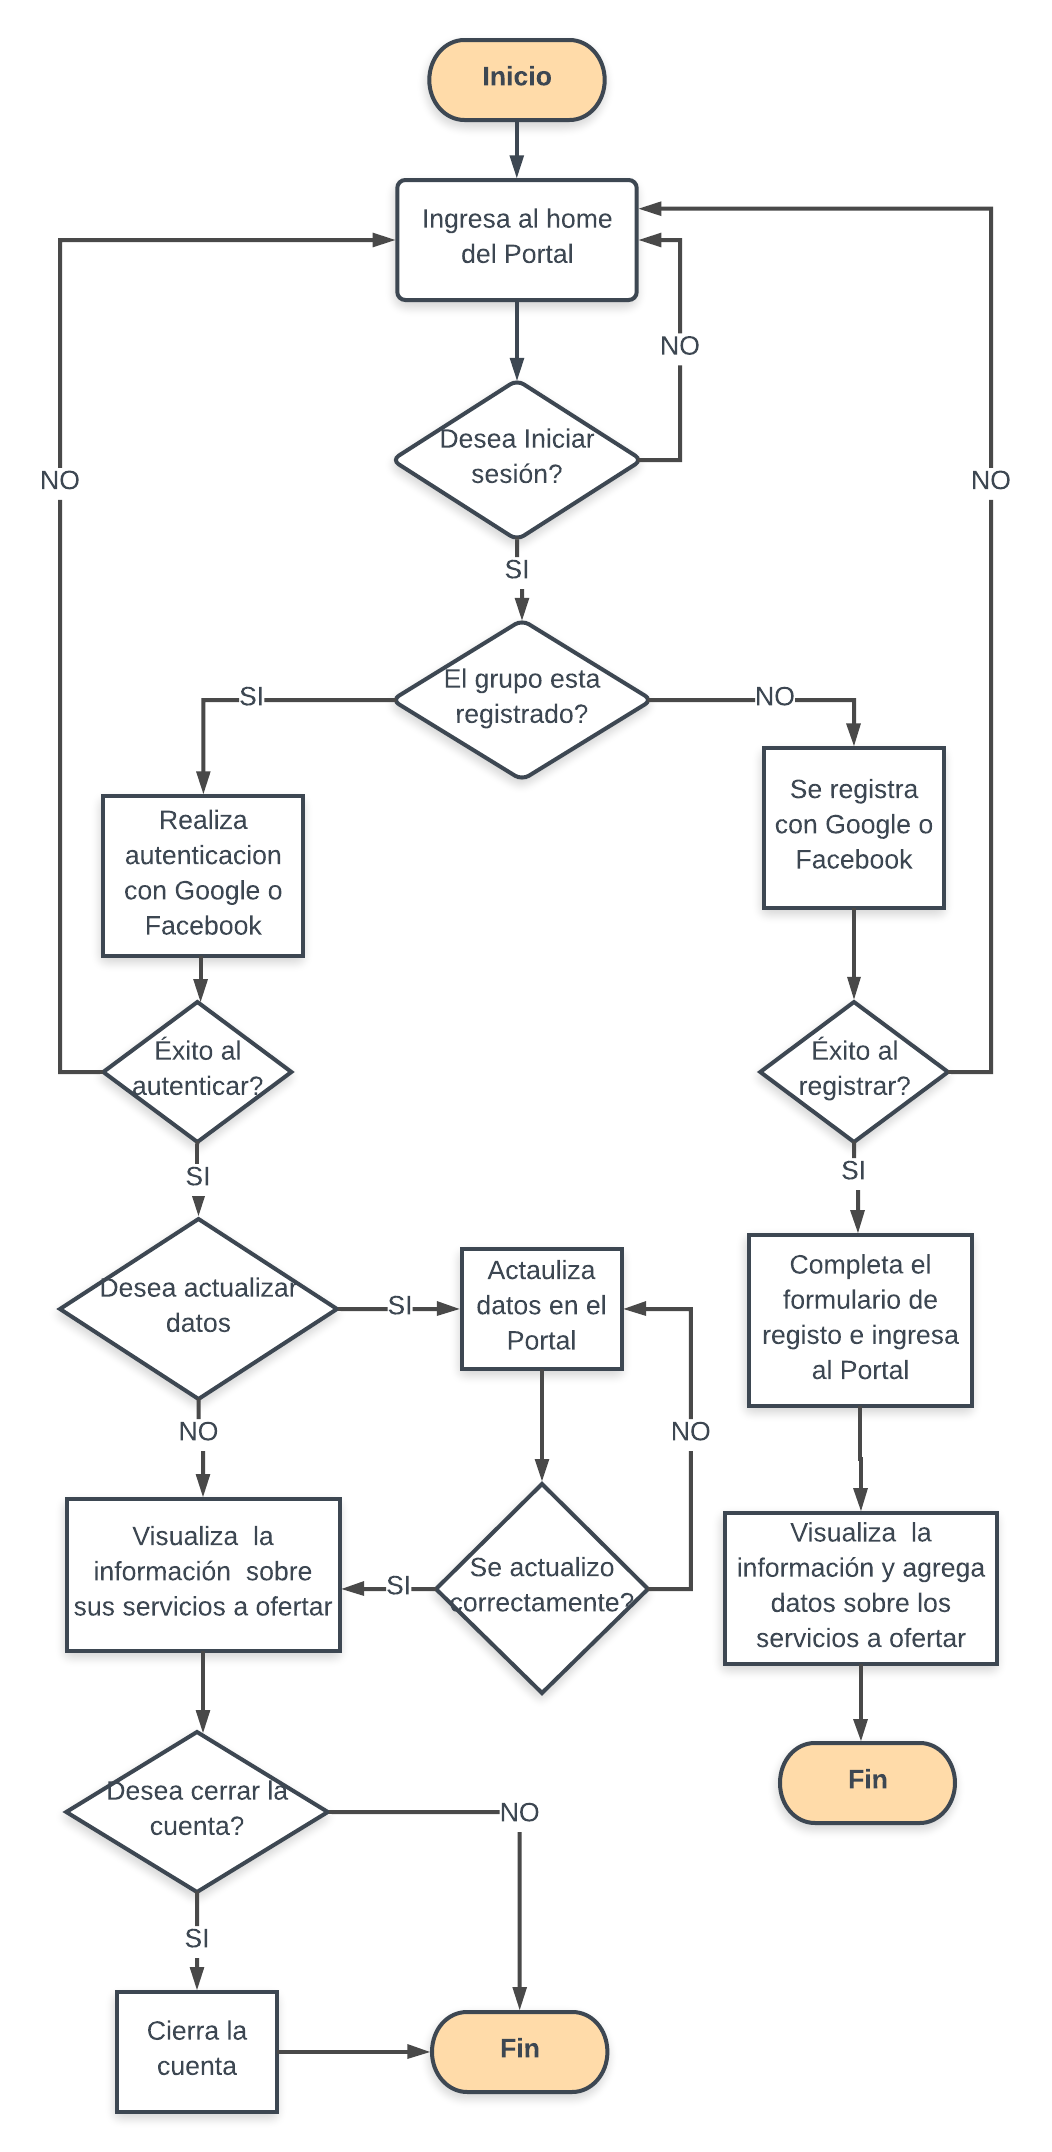 Inicio
Ingresa al home
del Portal
NO
Desea Iniciar
sesión?
NO
NO
SI
El grupo esta
registrado?
SI
NO
Realiza
autenticacion
con Google o
Facebook
Se registra
con Google o
Facebook
Éxito al
autenticar?
Éxito al
registrar?
SI
SI
Desea actualizar
datos
SI
Actauliza
datos en el
Portal
Completa el
formulario de
registo e ingresa
al Portal
NO
NO
Visualiza  la
información  sobre
sus servicios a ofertar
SI
Se actualizo
correctamente?
Visualiza  la
información y agrega
datos sobre los
servicios a ofertar
Desea cerrar la
cuenta?
NO
Fin
SI
Cierra la
cuenta
Fin